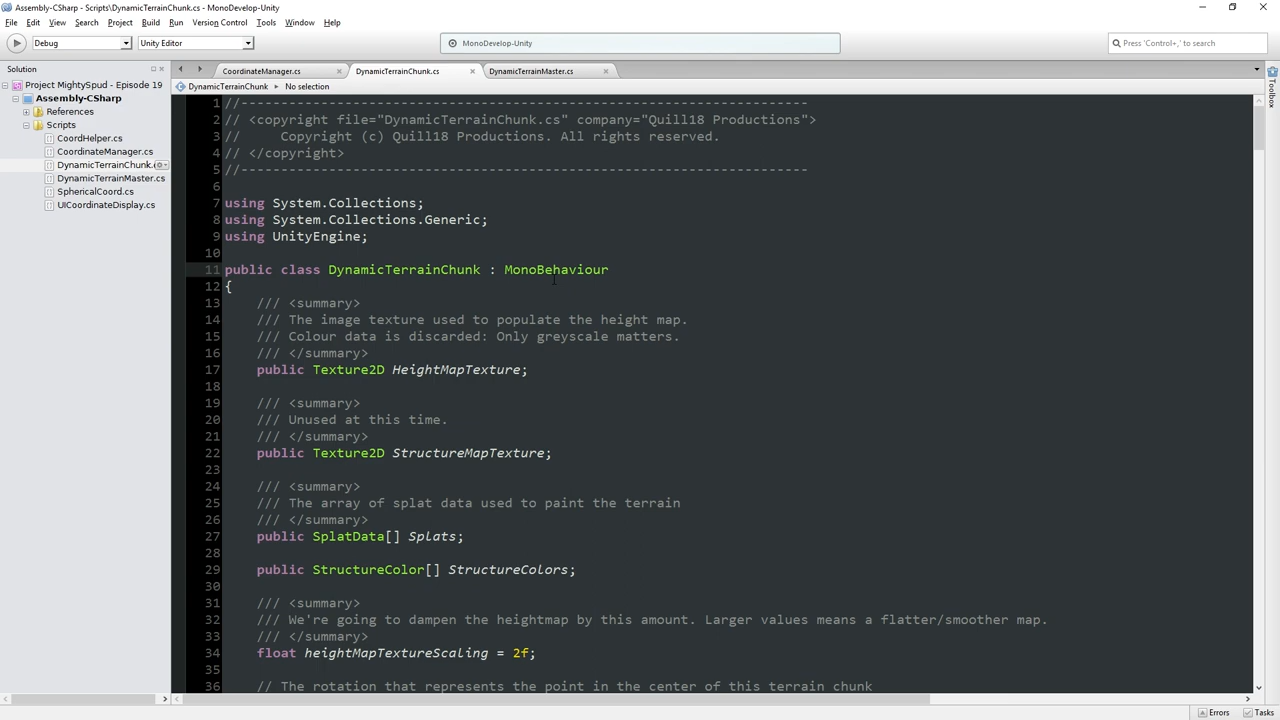 Assembly-CSharp - Scripts\DynamicTerrainChunk.cs - MonoDevelop-Unity
File Edit View Search Project Build Run Version Control Tools Window Help
Debug Unity Editor MonoDevelop-Unity Press 'Control+,' to search
Solution
CoordinateManager.cs DynamicTerrainChunk.cs DynamicTerrainMaster.cs
Toolbox
Project MightySpud - Episode 19
Assembly-CSharp
References
Scripts
CoordHelper.cs
CoordinateManager.cs
DynamicTerrainChunk.c
DynamicTerrainMaster.cs
SphericalCoord.cs
UICoordinateDisplay.cs
DynamicTerrainChunk No selection
1 //-----------------------------------------------------------------------
2 // <copyright file="DynamicTerrainChunk.cs" company="Quill18 Productions">
3 //     Copyright (c) Quill18 Productions. All rights reserved.
4 // </copyright>
5 //-----------------------------------------------------------------------
6
7 using System.Collections;
8 using System.Collections.Generic;
9 using UnityEngine;
10
11 public class DynamicTerrainChunk : MonoBehaviour
12 {
13     /// <summary>
14     /// The image texture used to populate the height map.
15     /// Colour data is discarded: Only greyscale matters.
16     /// </summary>
17     public Texture2D HeightMapTexture;
18
19     /// <summary>
20     /// Unused at this time.
21     /// </summary>
22     public Texture2D StructureMapTexture;
23
24     /// <summary>
25     /// The array of splat data used to paint the terrain
26     /// </summary>
27     public SplatData[] Splats;
28
29     public StructureColor[] StructureColors;
30
31     /// <summary>
32     /// We're going to dampen the heightmap by this amount. Larger values means a flatter/smoother map.
33     /// </summary>
34     float heightMapTextureScaling = 2f;
35
36     // The rotation that represents the point in the center of this terrain chunk
Errors Tasks